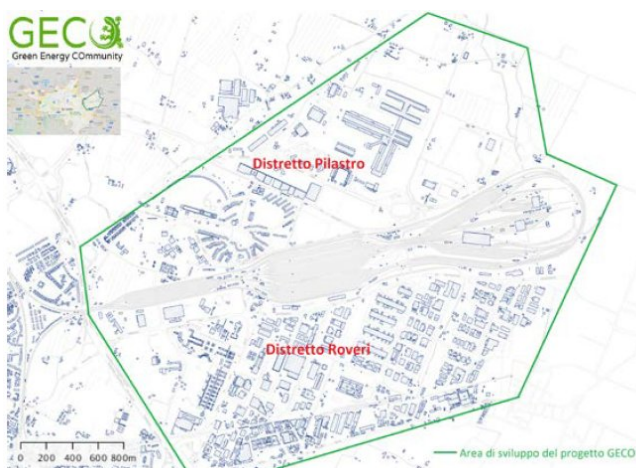 GECO
Green Energy COmmunity
Distretto Pilastro
Distretto Roveri
0 200 400 600 800m
Area di sviluppo del progetto GECO